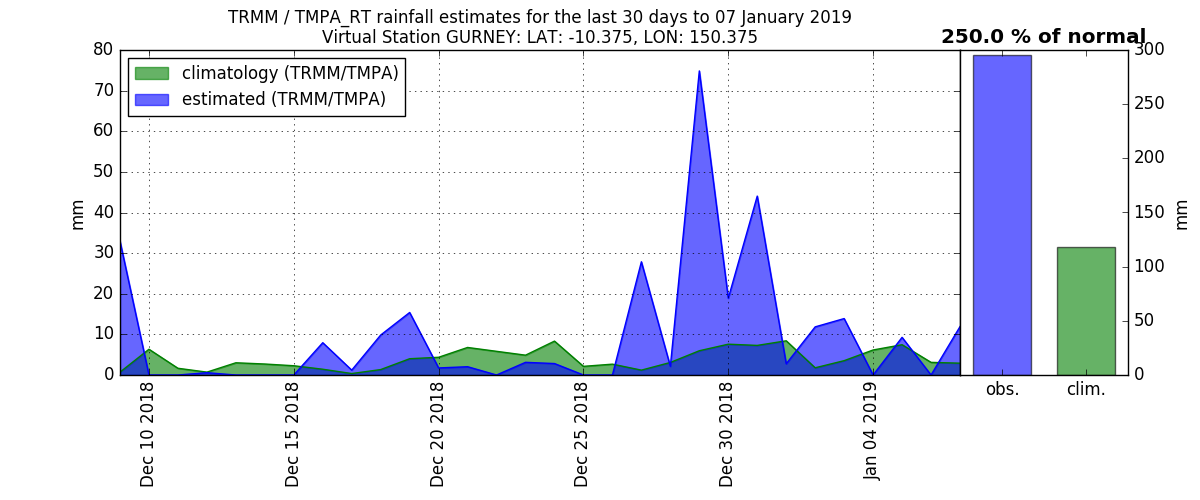 TRMM / TMPA_RT rainfall estimates for the last 30 days to 07 January 2019
Virtual Station GURNEY: LAT: -10.375, LON: 150.375
250.0 % of normal
climatology (TRMM/TMPA)
estimated (TRMM/TMPA)
80
70
60
50
40
30
20
10
0
mm
Dec 10 2018
Dec 15 2018
Dec 20 2018
Dec 25 2018
Dec 30 2018
Jan 04 2019
300
250
200
150
100
50
0
mm
obs.
clim.